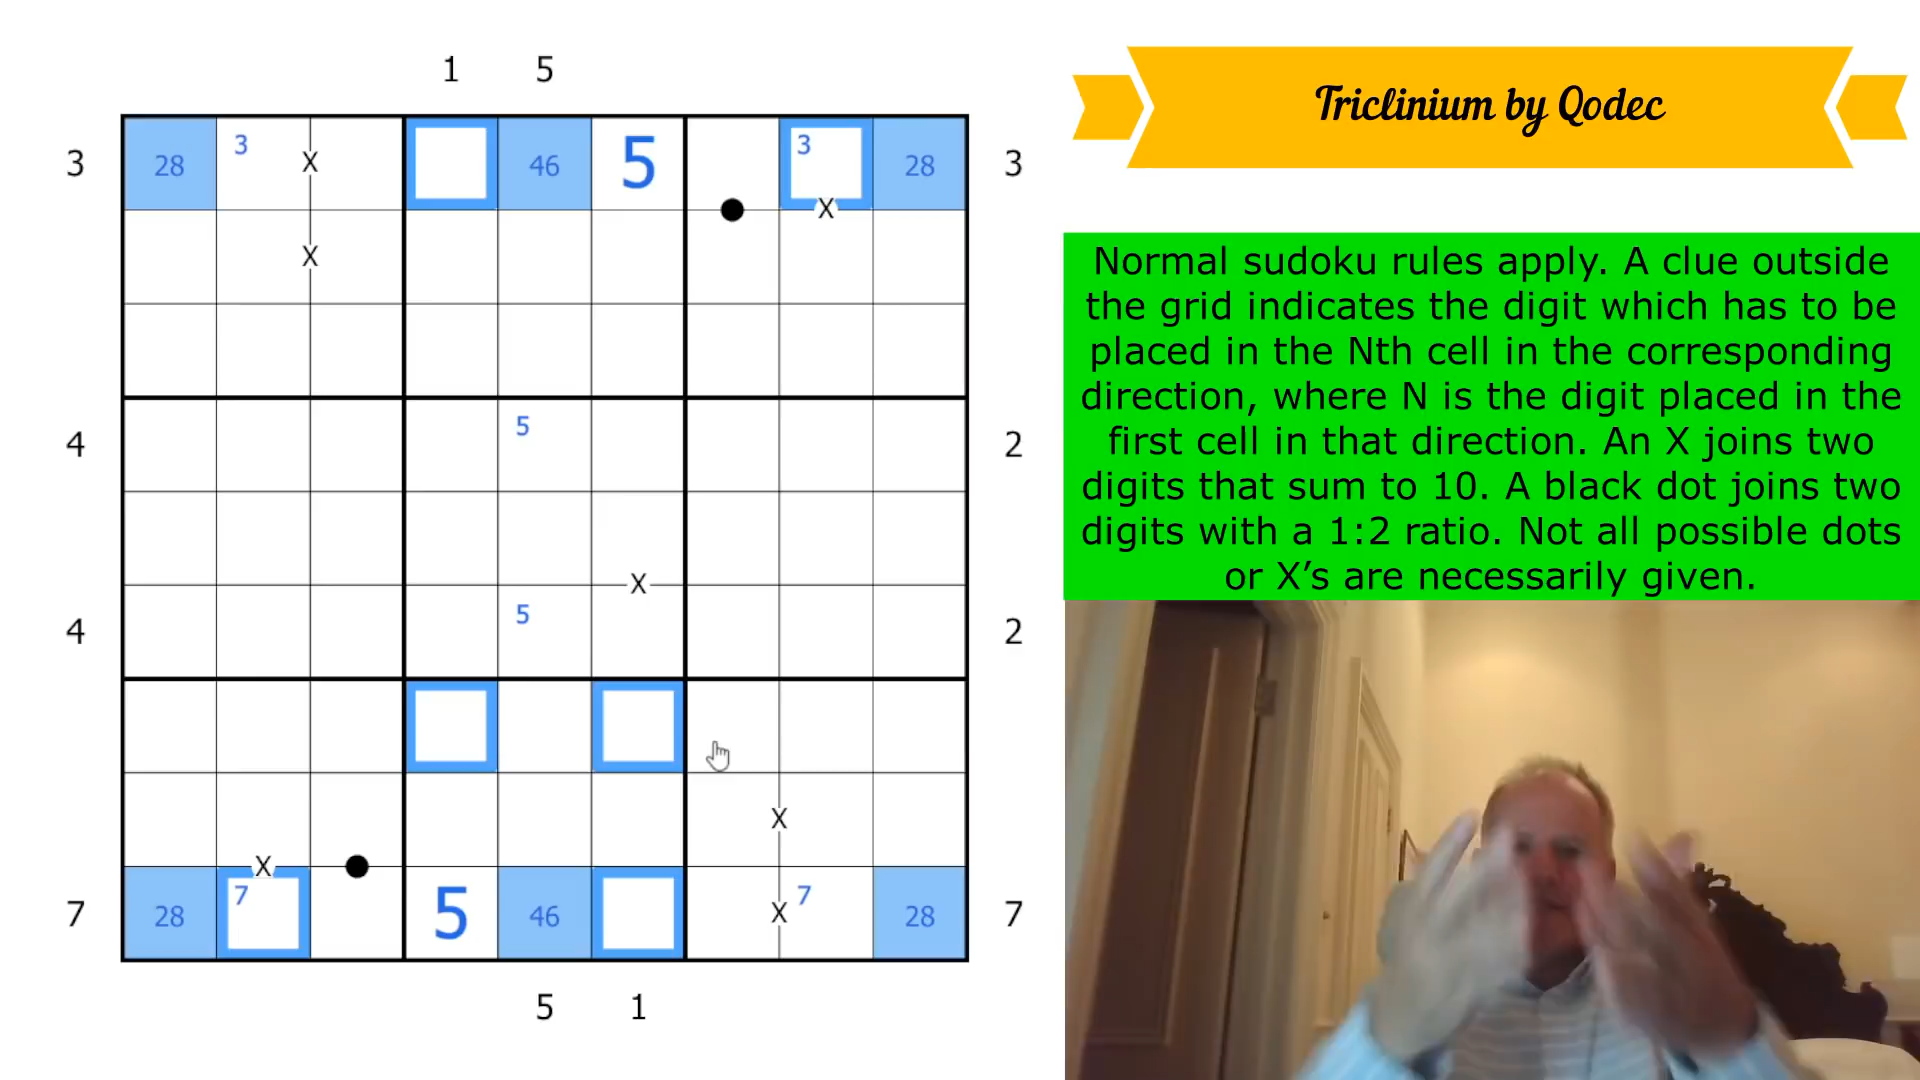 1 5
Triclinium by Qodec
3 28 3 X 46 5 3 28 3
X
X
Normal sudoku rules apply. A clue outside
the grid indicates the digit which has to be
placed in the Nth cell in the corresponding
direction, where N is the digit placed in the
first cell in that direction. An X joins two
digits that sum to 10. A black dot joins two
digits with a 1:2 ratio. Not all possible dots
or X’s are necessarily given.
4 5 2
X
4 5 2
X
X
7 28 7 5 46 X 7 28 7
5 1